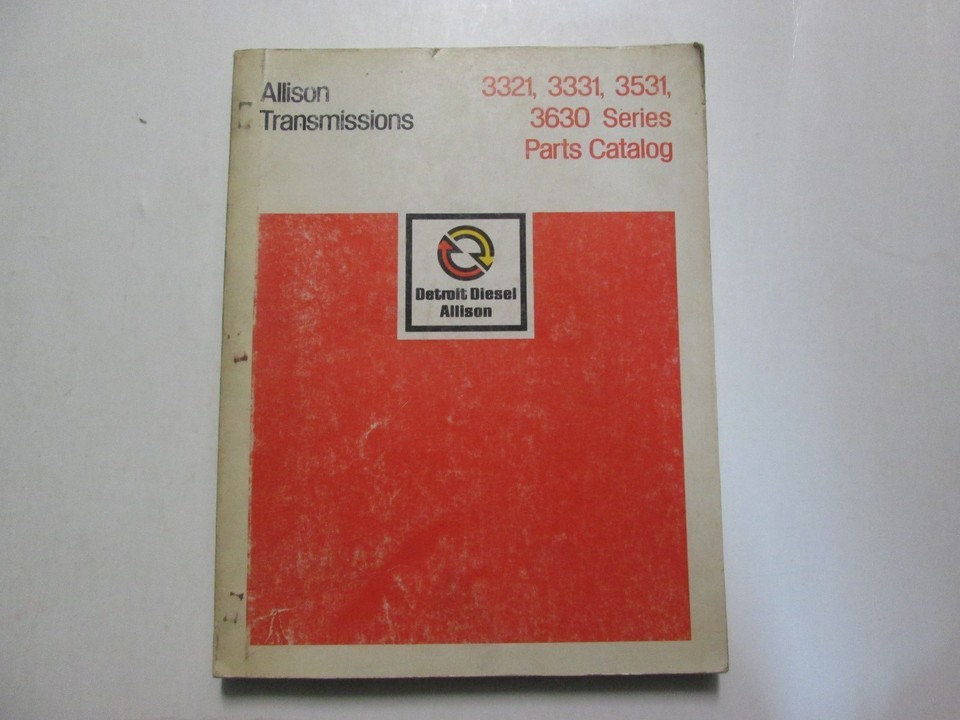 Allison
Transmissions
3321, 3331, 3531,
3630 Series
Parts Catalog
Detroit Diesel
Allison